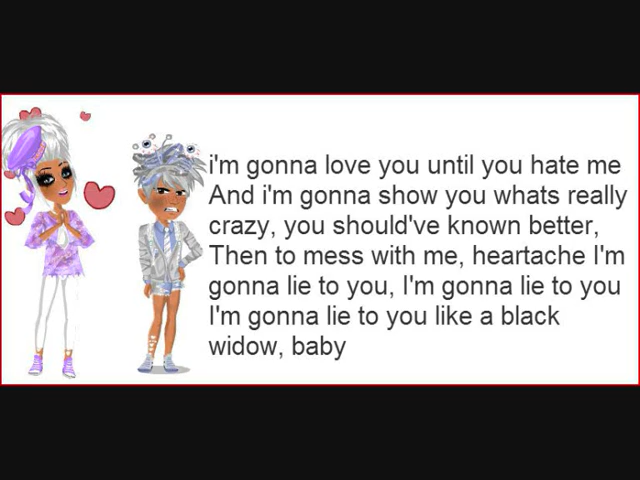 i'm gonna love you until you hate me
And i'm gonna show you whats really
crazy, you should've known better,
Then to mess with me, heartache I'm
gonna lie to you, I'm gonna lie to you
I'm gonna lie to you like a black
widow, baby